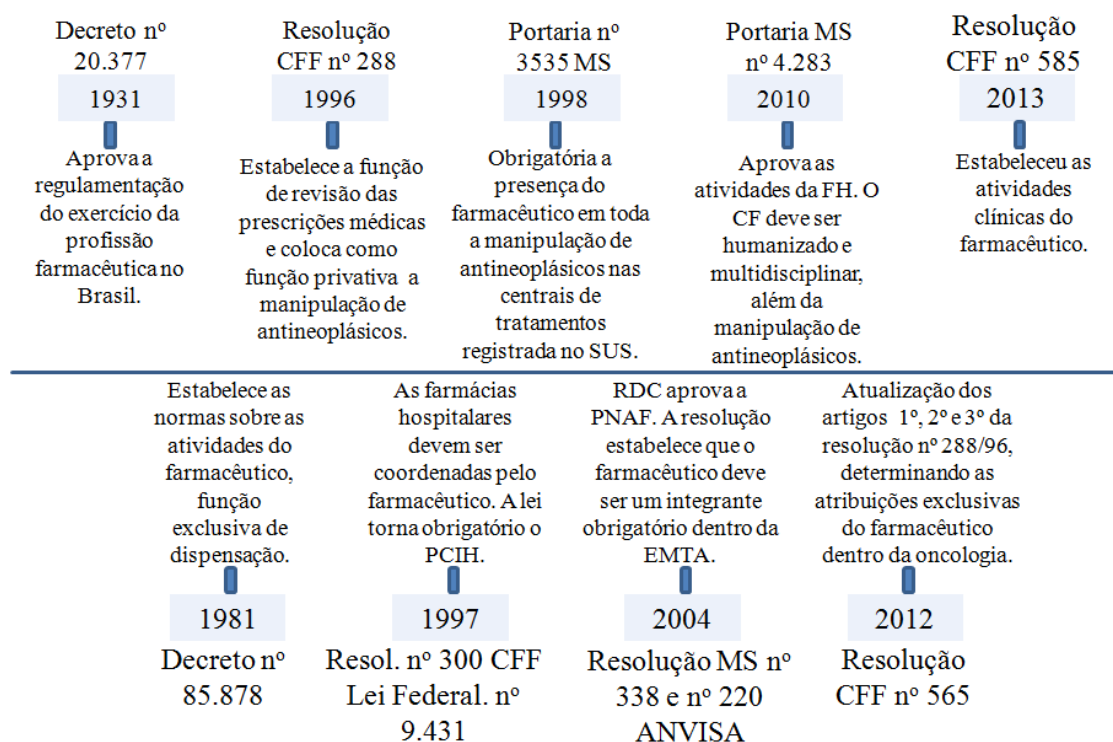 Decreto nº
20.377
1931
Aprova a
regulamentação
do exercício da
profissão
farmacêutica no
Brasil.
Resolução
CFF nº 288
1996
Estabelece a função
de revisão das
prescrições médicas
e coloca como
função privativa a
manipulação de
antineoplásicos.
Portaria nº
3535 MS
1998
Obrigatória a
presença do
farmacêutico em toda
a manipulação de
antineoplásicos nas
centrais de
tratamentos
registrada no SUS.
Portaria MS
nº 4.283
2010
Aprova as
atividades da FH. O
CF deve ser
humanizado e
multidisciplinar,
além da
manipulação de
antineoplásicos.
Resolução
CFF nº 585
2013
Estabeleceu as
atividades
clínicas do
farmacêutico.
Estabelece as
normas sobre as
atividades do
farmacêutico,
função
exclusiva de
dispensação.
1981
Decreto nº
85.878
As farmácias
hospitalares
devem ser
coordenadas pelo
farmacêutico. A lei
torna obrigatório o
PCIH.
1997
Resol. nº 300 CFF
Lei Federal. nº
9.431
RDC aprova a
PNAF. A resolução
estabelece que o
farmacêutico deve
ser um integrante
obrigatório dentro da
EMTA.
2004
Resolução MS nº
338 e nº 220
ANVISA
Atualização dos
artigos 1º, 2º e 3º da
resolução nº 288/96,
determinando as
atribuições exclusivas
do farmacêutico
dentro da oncologia.
2012
Resolução
CFF nº 565